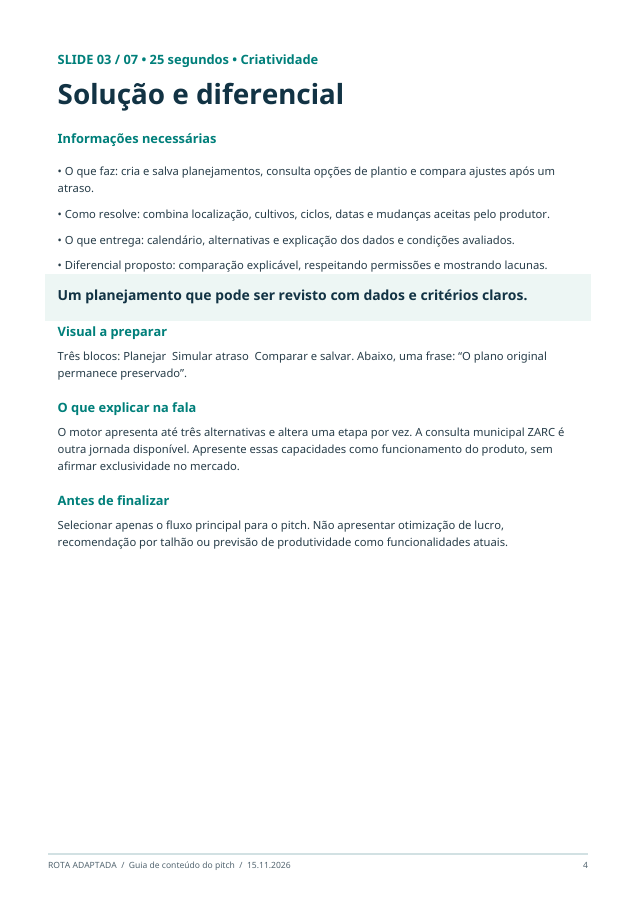 SLIDE 03 / 07 • 25 segundos • Criatividade
Solução e diferencial
Informações necessárias
• O que faz: cria e salva planejamentos, consulta opções de plantio e compara ajustes após um
atraso.
• Como resolve: combina localização, cultivos, ciclos, datas e mudanças aceitas pelo produtor.
• O que entrega: calendário, alternativas e explicação dos dados e condições avaliados.
• Diferencial proposto: comparação explicável, respeitando permissões e mostrando lacunas.
Um planejamento que pode ser revisto com dados e critérios claros.
Visual a preparar
Três blocos: Planejar  Simular atraso  Comparar e salvar. Abaixo, uma frase: “O plano original
permanece preservado”.
O que explicar na fala
O motor apresenta até três alternativas e altera uma etapa por vez. A consulta municipal ZARC é
outra jornada disponível. Apresente essas capacidades como funcionamento do produto, sem
afirmar exclusividade no mercado.
Antes de finalizar
Selecionar apenas o fluxo principal para o pitch. Não apresentar otimização de lucro,
recomendação por talhão ou previsão de produtividade como funcionalidades atuais.
ROTA ADAPTADA / Guia de conteúdo do pitch / 15.11.2026
4